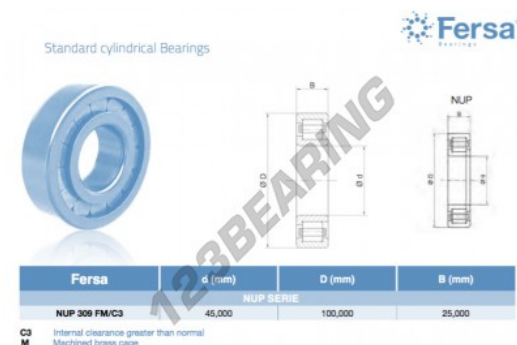 Fersa
Bearings
Standard cylindrical Bearings
B
NUP
B
Ø D
Ø d
Ø D
Ø d
123BEARING
Fersa d (mm) D (mm) B (mm)
NUP SERIE
NUP 309 FM/C3 45,000 100,000 25,000
C3 Internal clearance greater than normal
M Machined brass cage